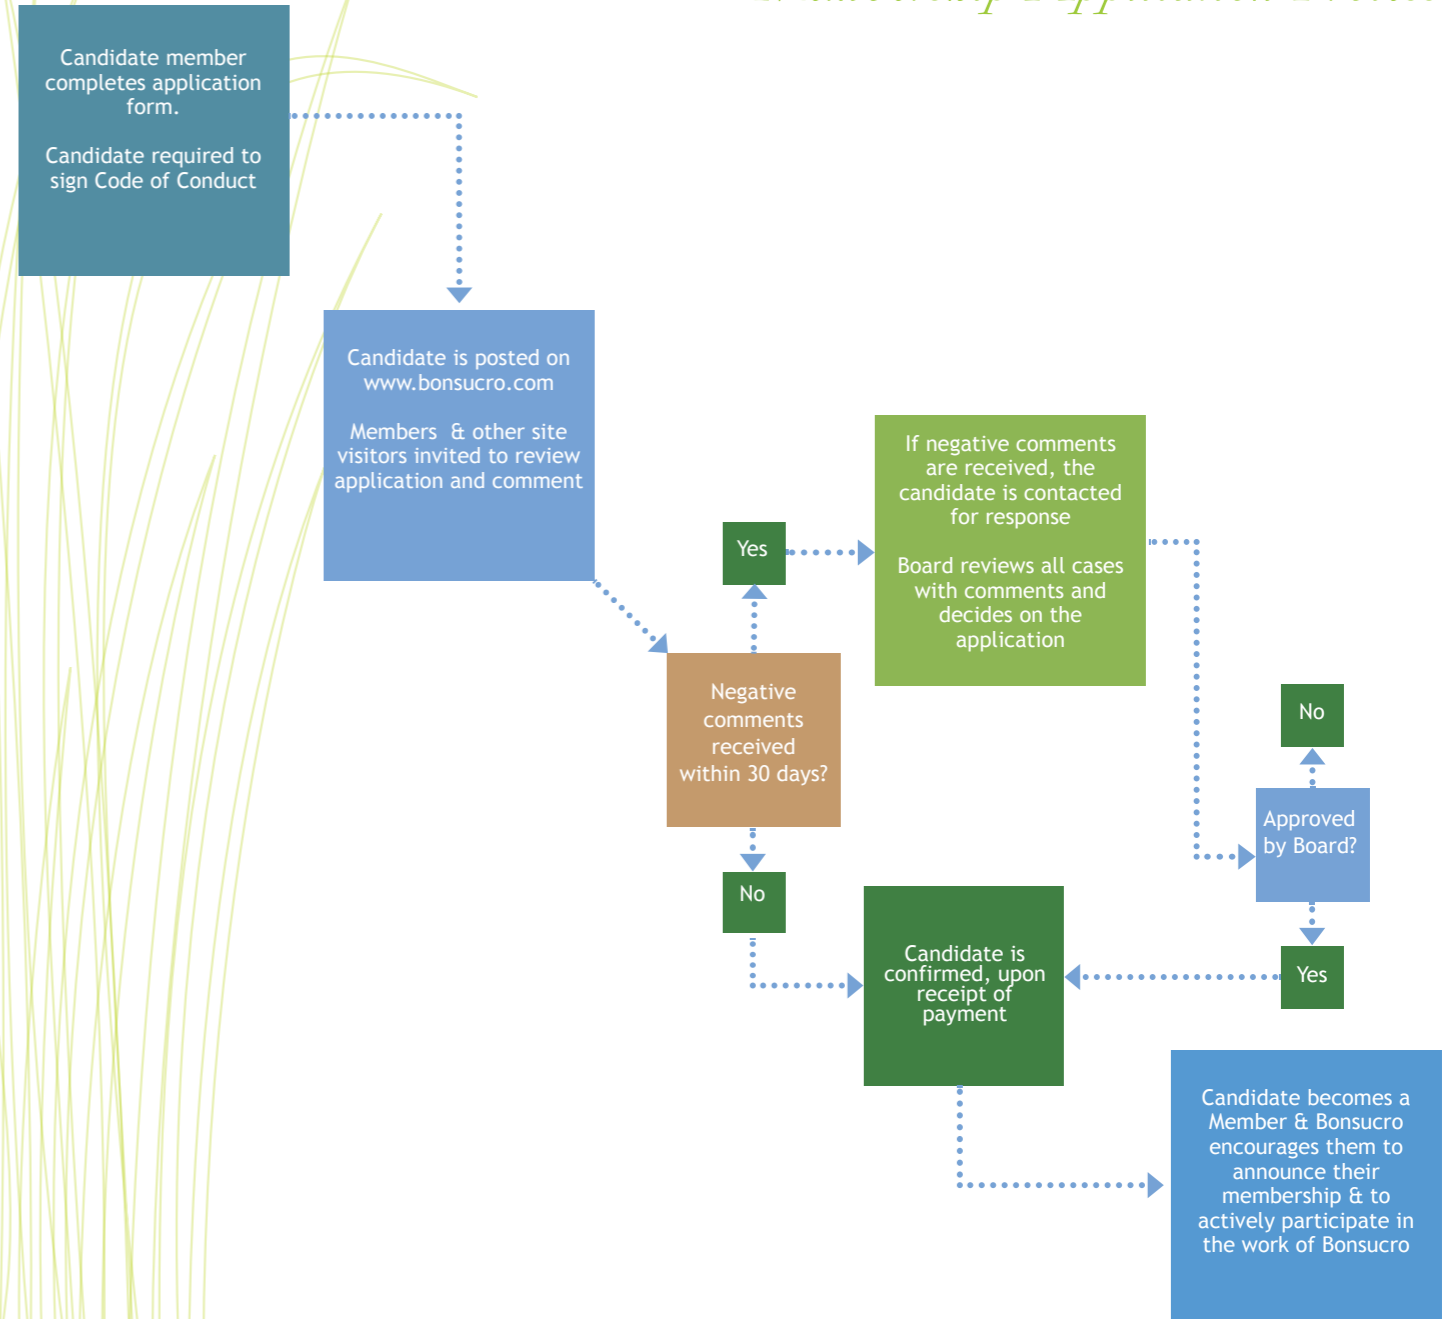 Candidate member
completes application
form.
Candidate required to
sign Code of Conduct
Candidate is posted on
www.bonsucro.com
Members & other site
visitors invited to review
application and comment
If negative comments
are received, the
candidate is contacted
for response
Board reviews all cases
with comments and
decides on the
application
Yes
Negative
comments
received
within 30 days?
No
No
Approved
by Board?
Yes
Candidate is
confirmed, upon
receipt of
payment
Candidate becomes a
Member & Bonsucro
encourages them to
announce their
membership & to
actively participate in
the work of Bonsucro